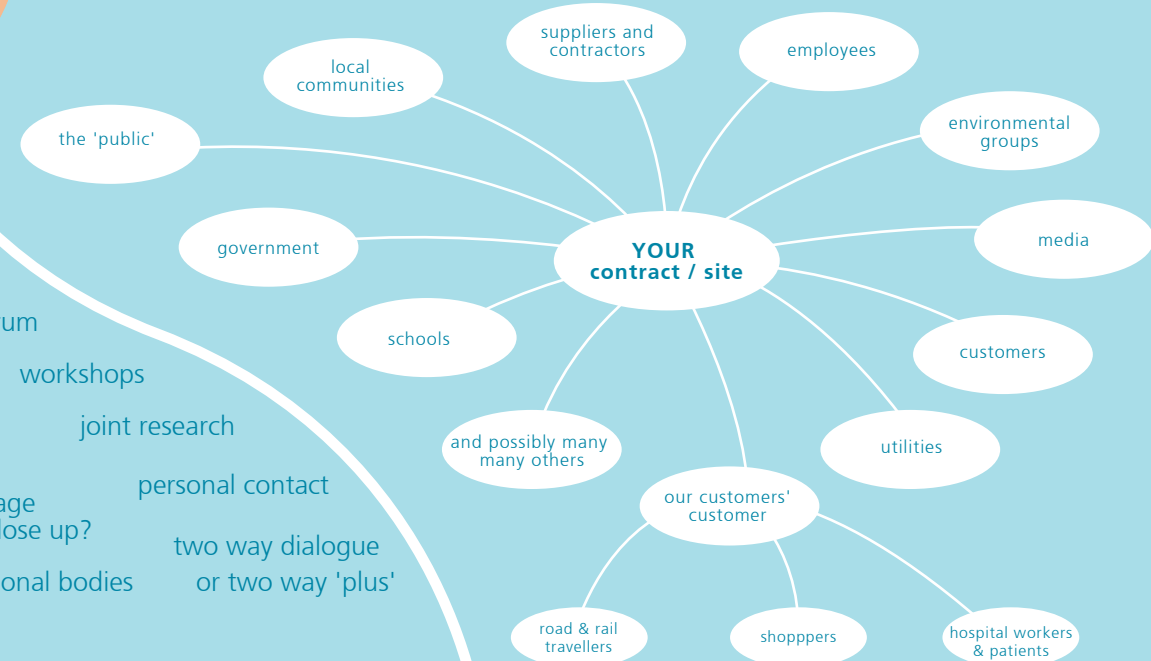 suppliers and
contractors
employees
local
communities
environmental
groups
the 'public'
government
media
YOUR
contract / site
schools
customers
and possibly many
many others
utilities
our customers'
customer
road & rail
travellers
shopppers
hospital workers
& patients
um
workshops
joint research
personal contact
age
lose up?
two way dialogue
onal bodies
or two way 'plus'